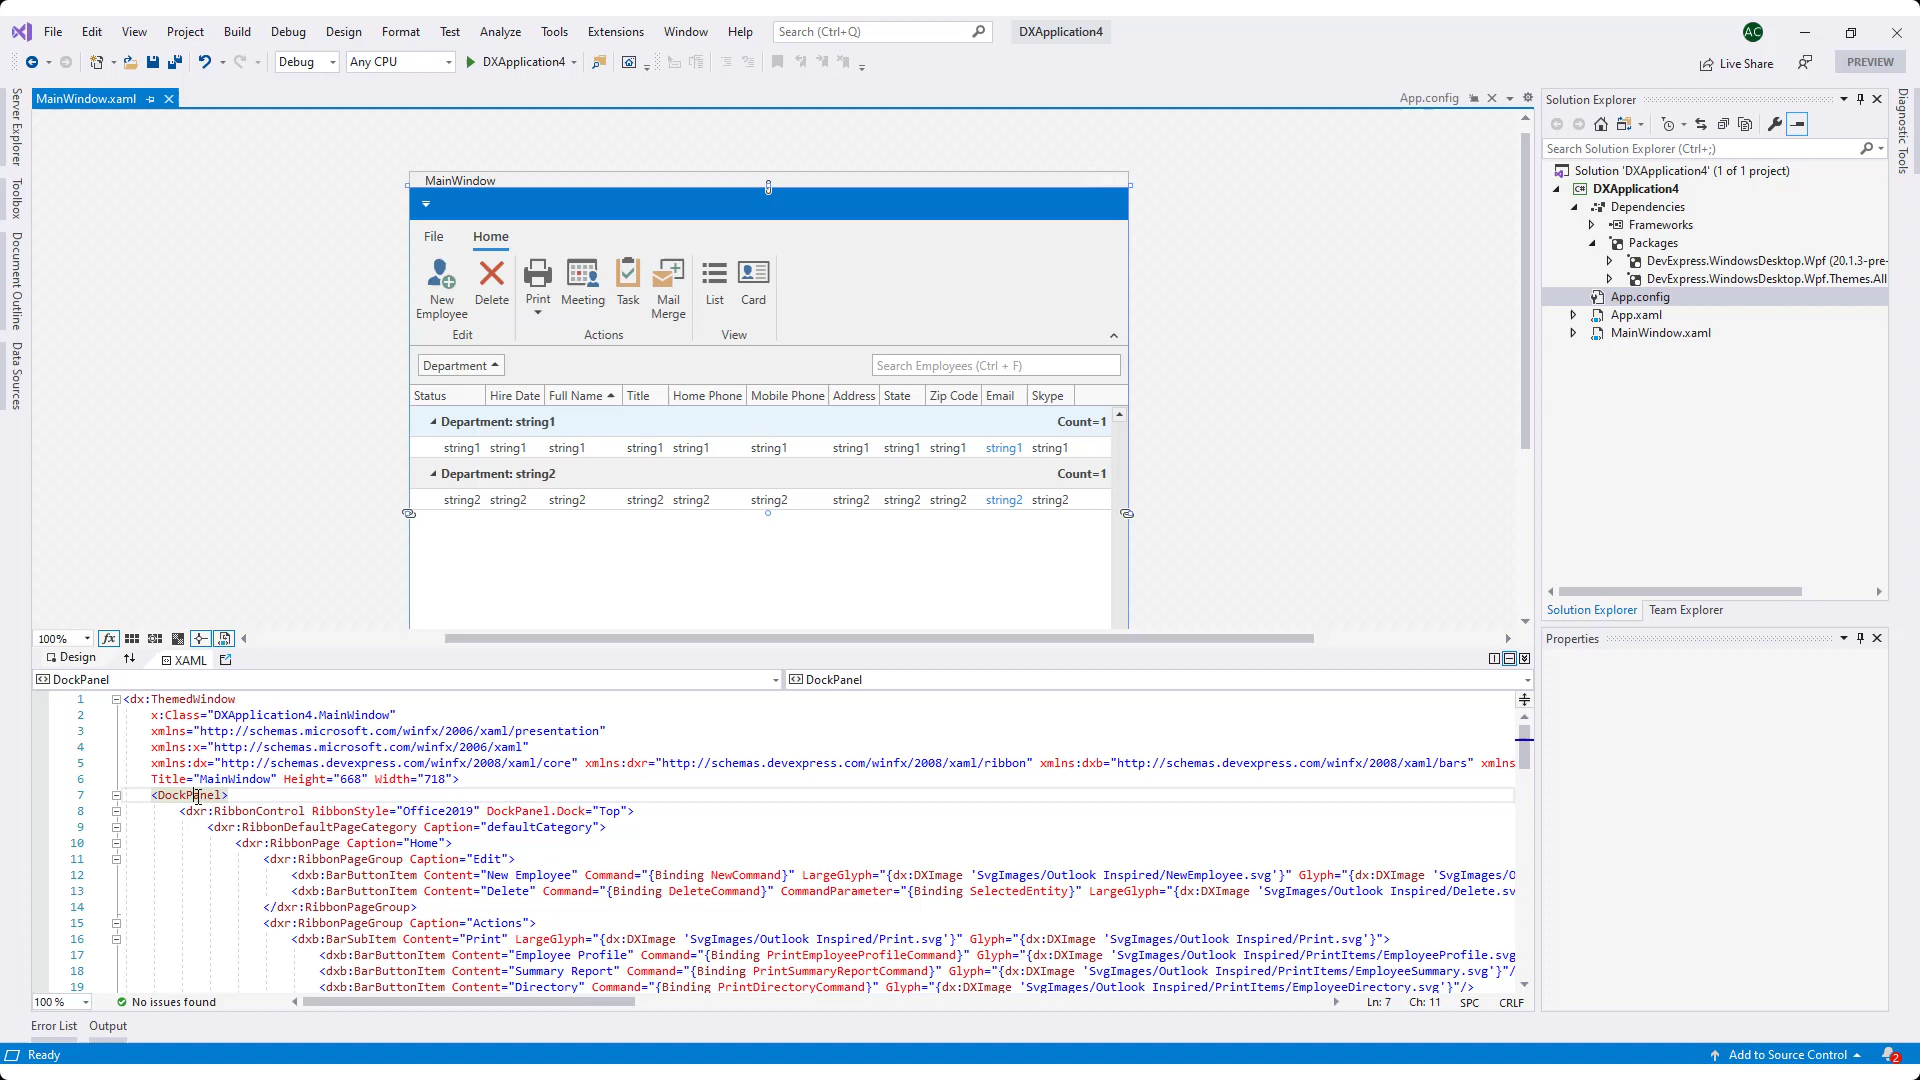 File Edit View Project Build Debug Design Format Test Analyze Tools Extensions Window Help Search (Ctrl+Q) DXApplication4 AC
Debug Any CPU DXApplication4 Live Share PREVIEW
MainWindow.xaml App.config
Server Explorer
Toolbox
Document Outline
Data Sources
MainWindow
File Home
New Employee Delete Print Meeting Task Mail Merge List Card
Edit Actions View
Department Search Employees (Ctrl + F)
Status Hire Date Full Name Title Home Phone Mobile Phone Address State Zip Code Email Skype
Department: string1 Count=1
string1 string1 string1 string1 string1 string1 string1 string1 string1 string1 string1
Department: string2 Count=1
string2 string2 string2 string2 string2 string2 string2 string2 string2 string2 string2
100% fx
Design XAML
DockPanel DockPanel
1 <dx:ThemedWindow
2 x:Class="DXApplication4.MainWindow"
3 xmlns="http://schemas.microsoft.com/winfx/2006/xaml/presentation"
4 xmlns:x="http://schemas.microsoft.com/winfx/2006/xaml"
5 xmlns:dx="http://schemas.devexpress.com/winfx/2008/xaml/core" xmlns:dxr="http://schemas.devexpress.com/winfx/2008/xaml/ribbon" xmlns:dxb="http://schemas.devexpress.com/winfx/2008/xaml/bars" xmlns
6 Title="MainWindow" Height="668" Width="718">
7 <DockPanel>
8 <dxr:RibbonControl RibbonStyle="Office2019" DockPanel.Dock="Top">
9 <dxr:RibbonDefaultPageCategory Caption="defaultCategory">
10 <dxr:RibbonPage Caption="Home">
11 <dxr:RibbonPageGroup Caption="Edit">
12 <dxb:BarButtonItem Content="New Employee" Command="{Binding NewCommand}" LargeGlyph="{dx:DXImage 'SvgImages/Outlook Inspired/NewEmployee.svg'}" Glyph="{dx:DXImage 'SvgImages/O
13 <dxb:BarButtonItem Content="Delete" Command="{Binding DeleteCommand}" CommandParameter="{Binding SelectedEntity}" LargeGlyph="{dx:DXImage 'SvgImages/Outlook Inspired/Delete.sv
14 </dxr:RibbonPageGroup>
15 <dxr:RibbonPageGroup Caption="Actions">
16 <dxb:BarSubItem Content="Print" LargeGlyph="{dx:DXImage 'SvgImages/Outlook Inspired/Print.svg'}" Glyph="{dx:DXImage 'SvgImages/Outlook Inspired/Print.svg'}">
17 <dxb:BarButtonItem Content="Employee Profile" Command="{Binding PrintEmployeeProfileCommand}" Glyph="{dx:DXImage 'SvgImages/Outlook Inspired/PrintItems/EmployeeProfile.svg
18 <dxb:BarButtonItem Content="Summary Report" Command="{Binding PrintSummaryReportCommand}" Glyph="{dx:DXImage 'SvgImages/Outlook Inspired/PrintItems/EmployeeSummary.svg'}"/
19 <dxb:BarButtonItem Content="Directory" Command="{Binding PrintDirectoryCommand}" Glyph="{dx:DXImage 'SvgImages/Outlook Inspired/PrintItems/EmployeeDirectory.svg'}"/>
100 % No issues found Ln: 7 Ch: 11 SPC CRLF
Error List Output
Ready Add to Source Control 2
Solution Explorer
Search Solution Explorer (Ctrl+;)
Solution 'DXApplication4' (1 of 1 project)
C# DXApplication4
Dependencies
Frameworks
Packages
DevExpress.WindowsDesktop.Wpf (20.1.3-pre-
DevExpress.WindowsDesktop.Wpf.Themes.All
App.config
App.xaml
MainWindow.xaml
Solution Explorer Team Explorer
Properties
Diagnostic Tools